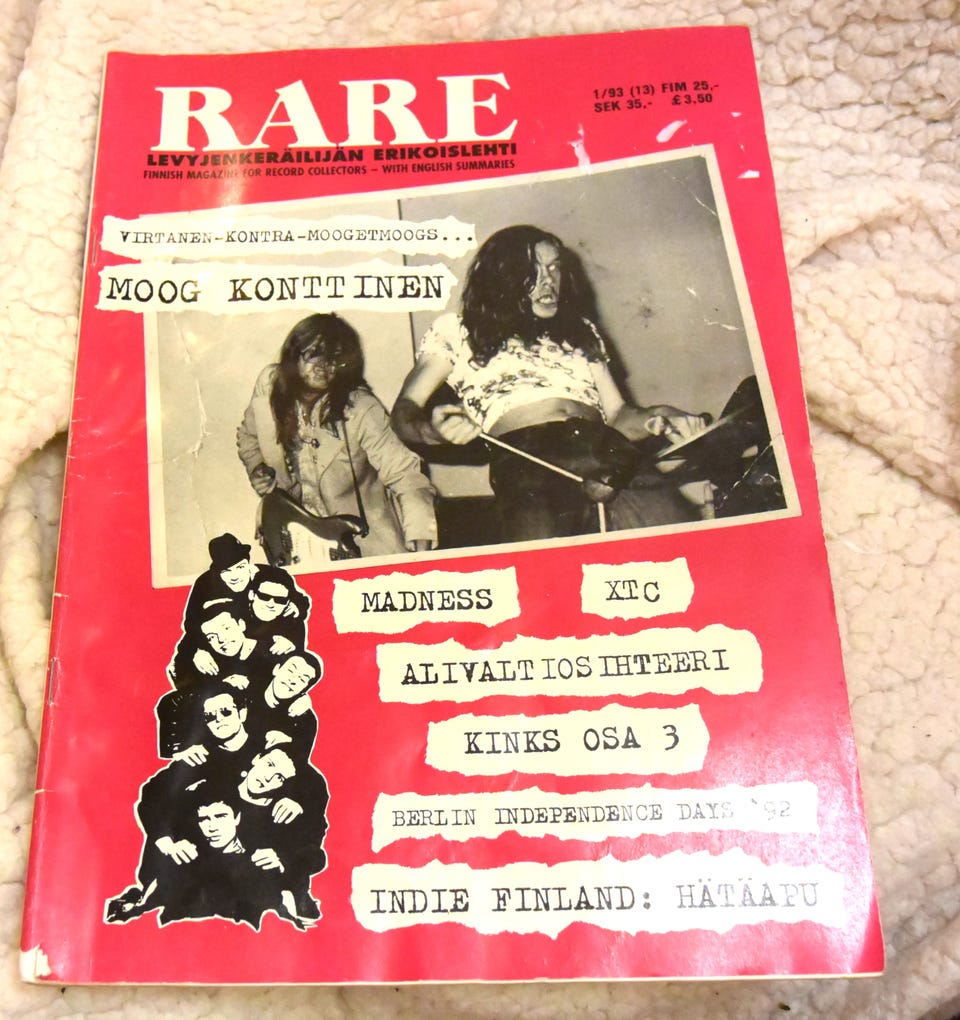 RARE
1/93 (13) FIM 25,-
SEK 35,- £3,50
LEVYJENKERÄILIJÄN ERIKOISLEHTI
FINNISH MAGAZINE FOR RECORD COLLECTORS – WITH ENGLISH SUMMARIES
VIRTANEN-KONTRA-MOOGETMOOGS...
MOOG KONTTINEN
MADNESS
XTC
ALIVALTIOSIHTEERI
KINKS OSA 3
BERLIN INDEPENDENCE DAYS '92
INDIE FINLAND: HÄTÄAPU